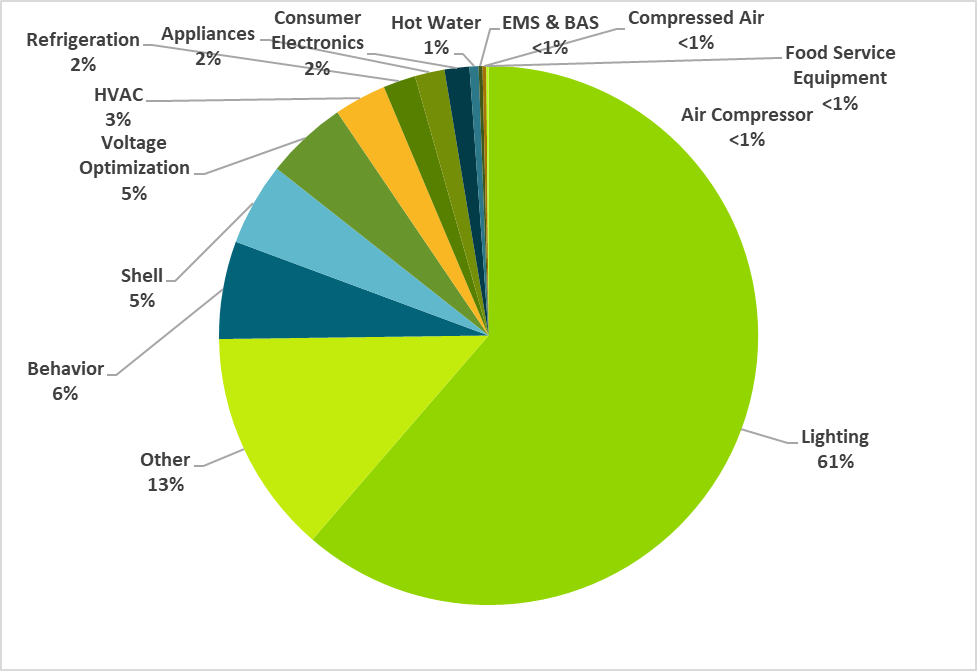 Refrigeration
2%
Appliances
2%
Consumer
Electronics
2%
Hot Water
1%
EMS & BAS
<1%
Compressed Air
<1%
Food Service
Equipment
<1%
Air Compressor
<1%
HVAC
3%
Voltage
Optimization
5%
Shell
5%
Behavior
6%
Other
13%
Lighting
61%